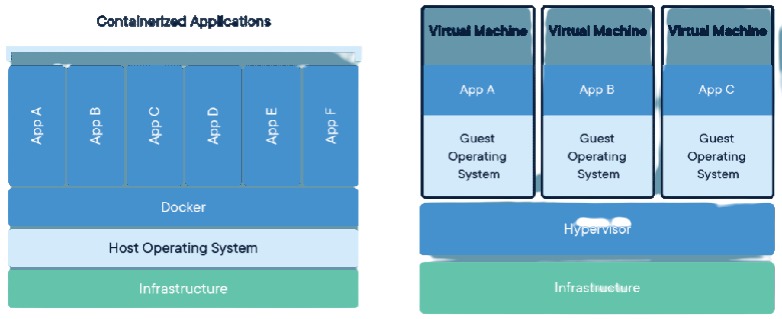 Containerized Applications
App A
App B
App C
App D
App E
App F
Docker
Host Operating System
Infrastructure
Virtual Machine
Virtual Machine
Virtual Machine
App A
App B
App C
Guest
Operating
System
Guest
Operating
System
Guest
Operating
System
Hypervisor
Infrastructure